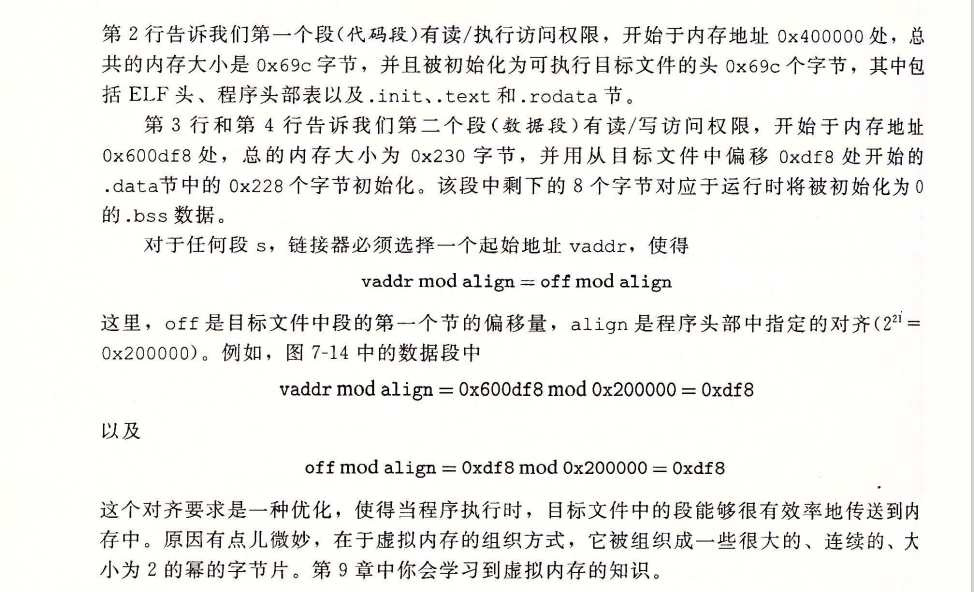 第 2 行告诉我们第一个段(代码段)有读/执行访问权限，开始于内存地址 0x400000 处，总
共的内存大小是 0x69c 字节，并且被初始化为可执行目标文件的头 0x69c 个字节，其中包
括 ELF 头、程序头部表以及.init、.text 和.rodata 节。
第 3 行和第 4 行告诉我们第二个段(数据段)有读/写访问权限，开始于内存地址
0x600df8 处，总的内存大小为 0x230 字节，并用从目标文件中偏移 0xdf8 处开始的
.data节中的 0x228 个字节初始化。该段中剩下的 8 个字节对应于运行时将被初始化为 0
的.bss 数据。
对于任何段 s，链接器必须选择一个起始地址 vaddr，使得
vaddr mod align = off mod align
这里，off 是目标文件中段的第一个节的偏移量，align 是程序头部中指定的对齐(2²¹ =
0x200000)。例如，图 7-14 中的数据段中
vaddr mod align = 0x600df8 mod 0x200000 = 0xdf8
以及
off mod align = 0xdf8 mod 0x200000 = 0xdf8
这个对齐要求是一种优化，使得当程序执行时，目标文件中的段能够很有效率地传送到内
存中。原因有点儿微妙，在于虚拟内存的组织方式，它被组织成一些很大的、连续的、大
小为 2 的幂的字节片。第 9 章中你会学习到虚拟内存的知识。